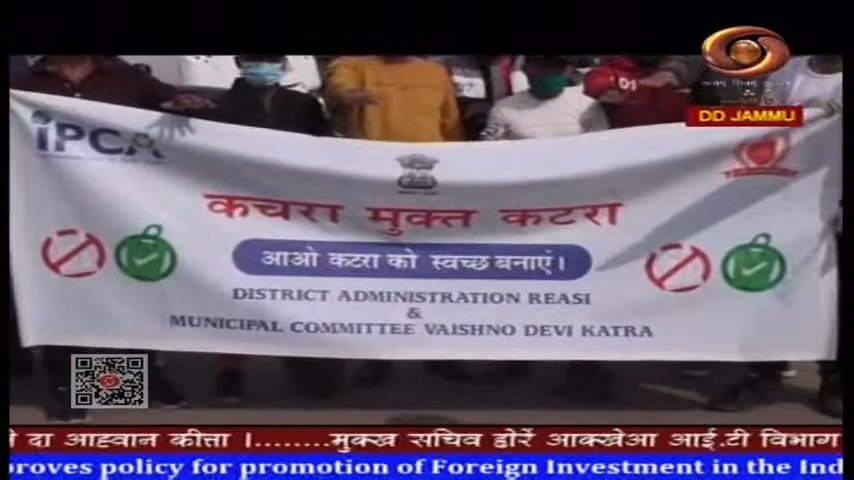 DD JAMMU
IPCA
कचरा मुक्त कटरा
आओ कटरा को स्वच्छ बनाएं।
DISTRICT ADMINISTRATION REASI
&
MUNICIPAL COMMITTEE VAISHNO DEVI KATRA
दा आह्वान कीता ।........मुक्ख सचिव होरें आक्खेआ आई.टी विभाग
proves policy for promotion of Foreign Investment in the Ind